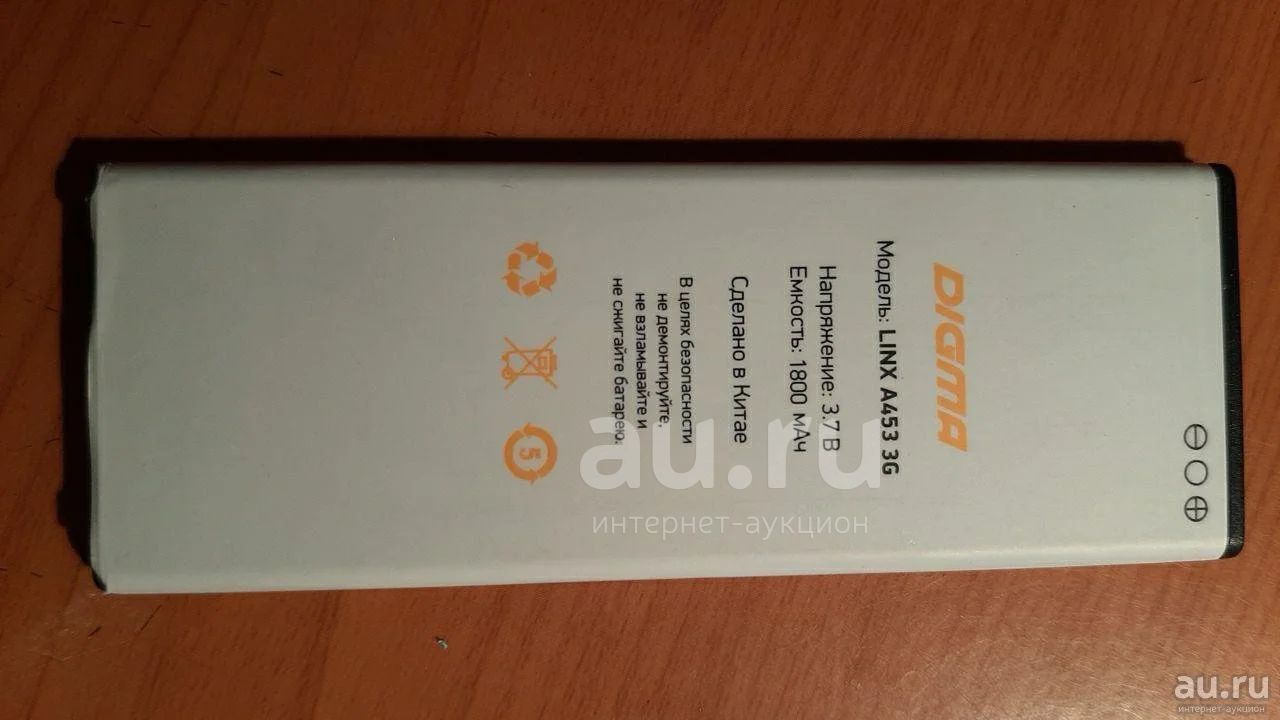 DIGMA
Модель: LINX A453 3G
Напряжение: 3.7 В
Емкость: 1800 мАч
Сделано в Китае
В целях безопасности
не демонтируйте,
не взламывайте и
не сжигайте батарею.
5
au.ru
интернет-аукцион
au.ru
интернет-аукцион